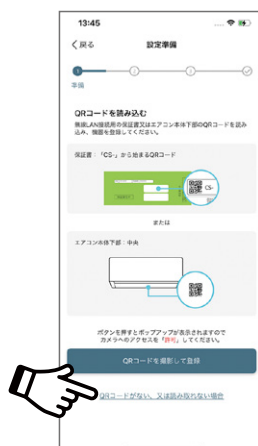 13:45
戻る
設定準備
1
2
3
準備
QRコードを読み込む
無線LAN接続用の保証書又はエアコン本体下部のQRコードを読み
込み、機器を登録してください。
保証書：「CS-」から始まるQRコード
CS-
または
エアコン本体下部：中央
ボタンを押すとポップアップが表示されますので
カメラへのアクセスを「許可」してください。
QRコードを撮影して登録
QRコードがない、又は読み取れない場合